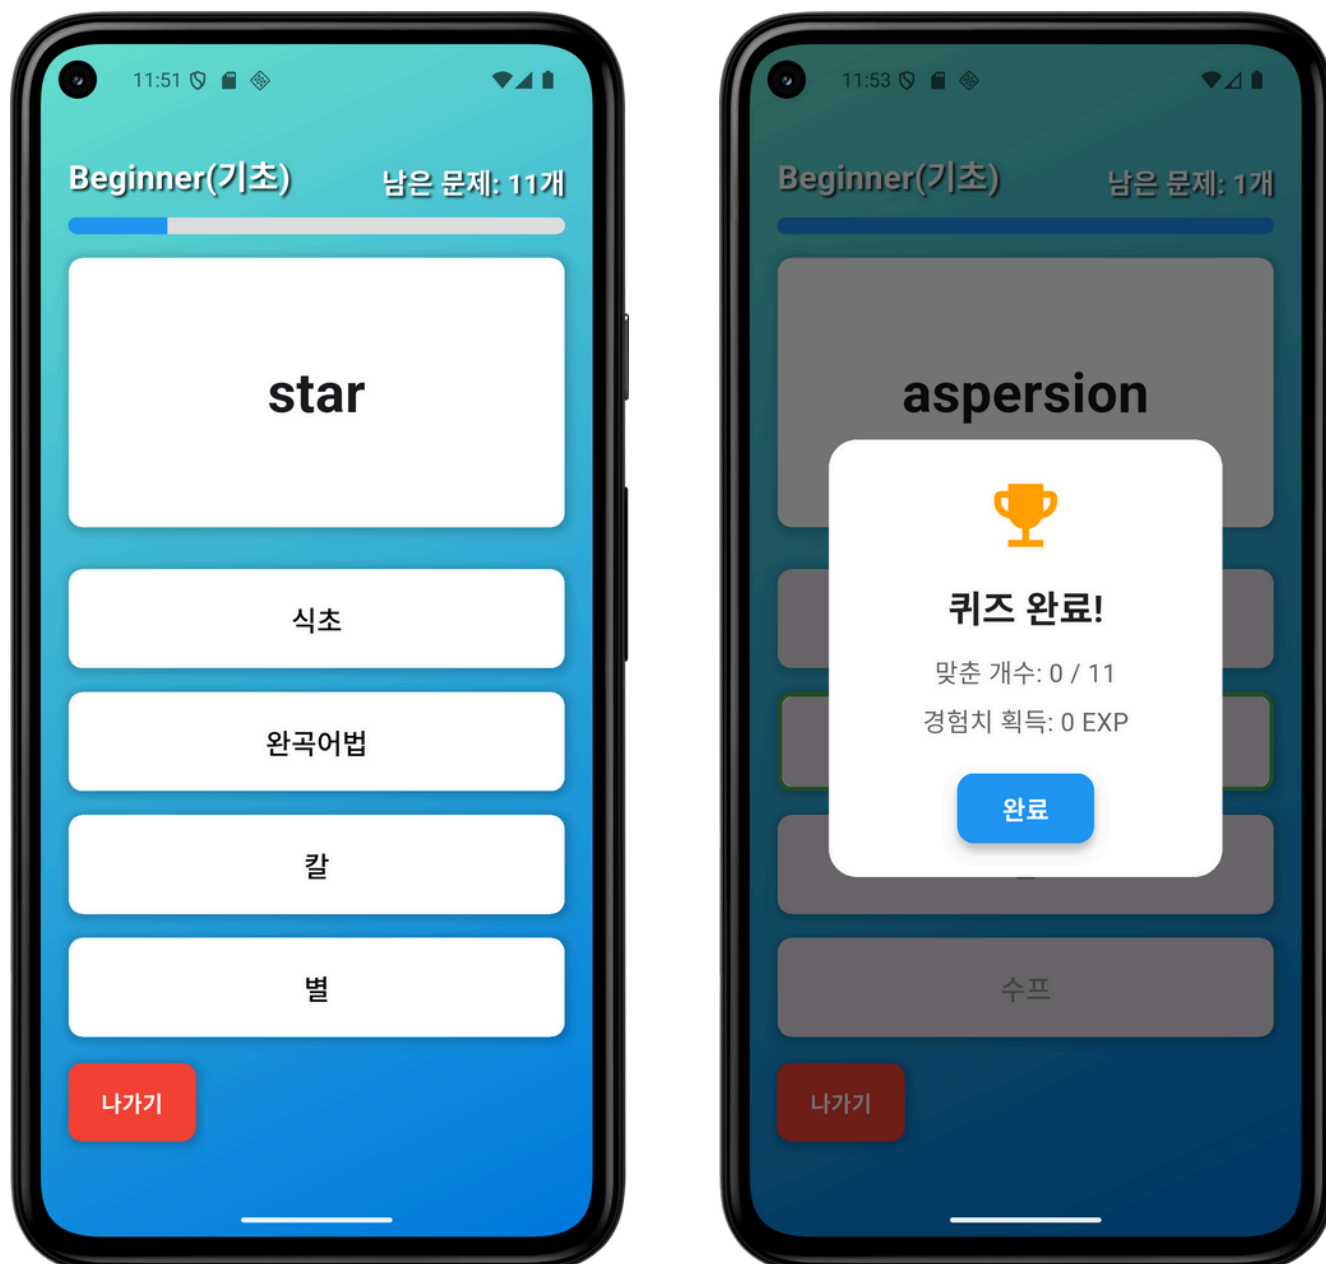 11:51
Beginner(기초)
남은 문제: 11개
star
식초
완곡어법
칼
별
나가기
11:53
Beginner(기초)
남은 문제: 1개
aspersion
퀴즈 완료!
맞춘 개수: 0 / 11
경험치 획득: 0 EXP
완료
수프
나가기